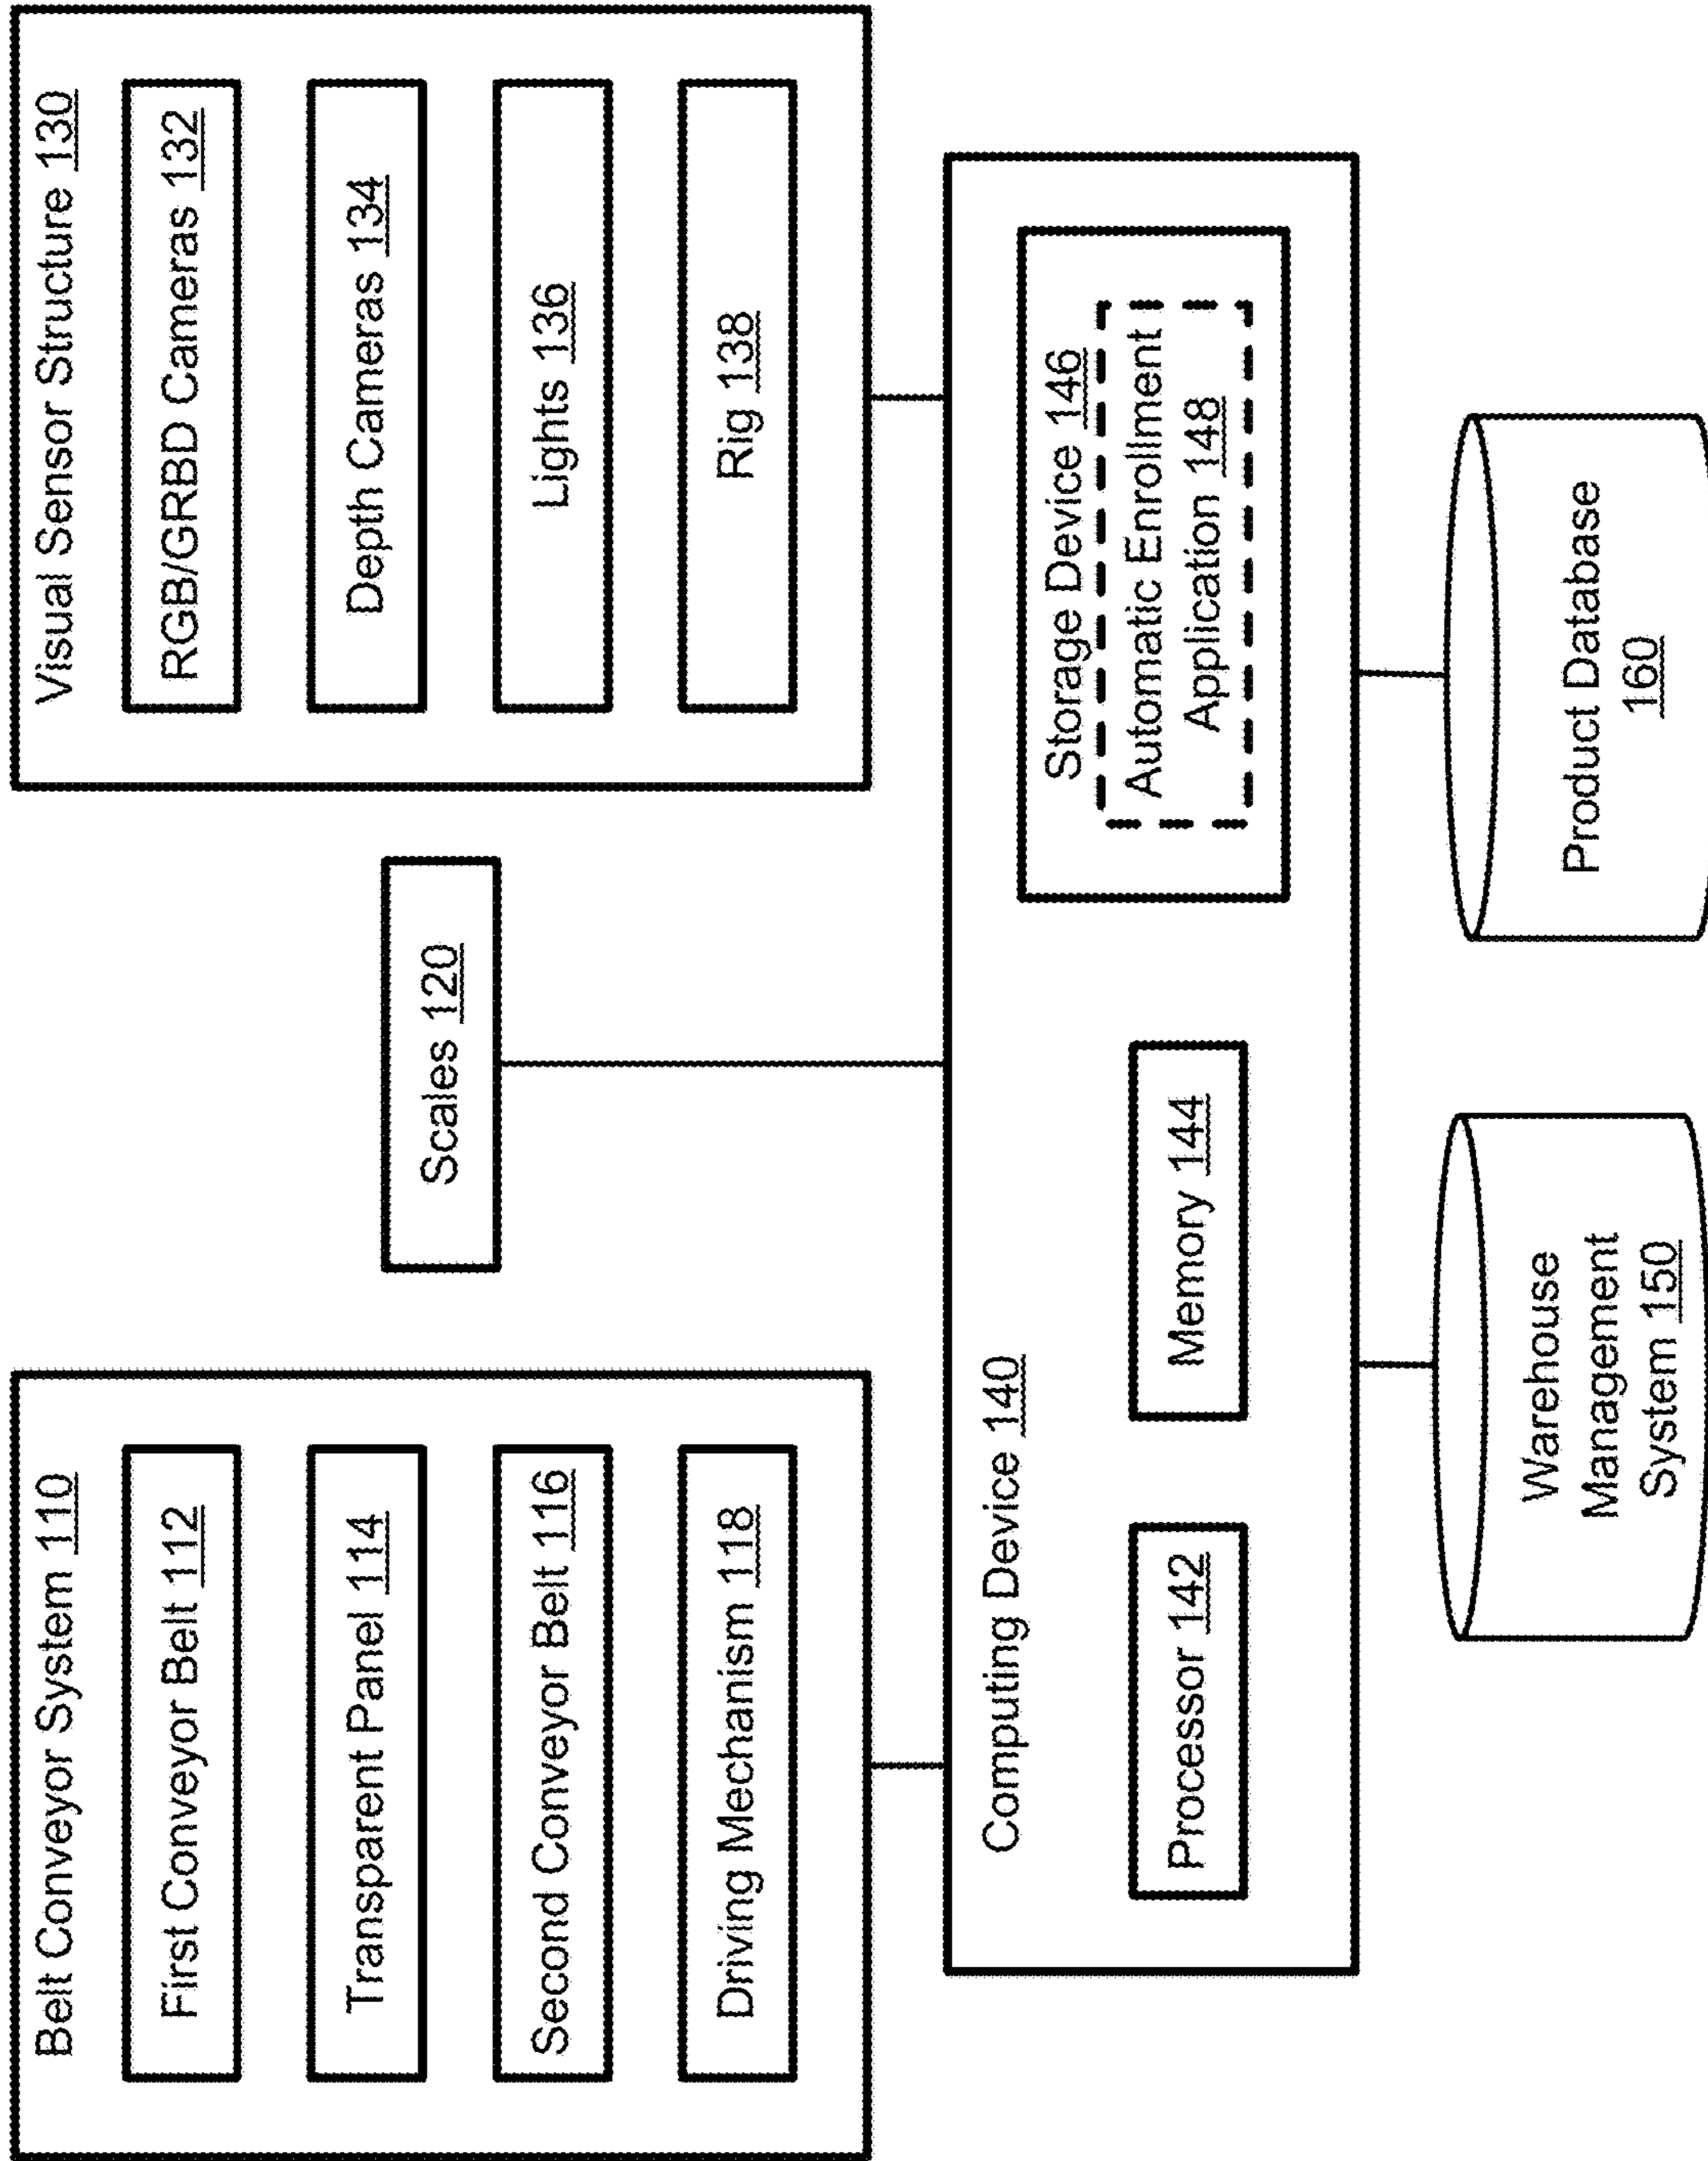 Belt Conveyor System 110
First Conveyor Belt 112
Transparent Panel 114
Second Conveyor Belt 116
Driving Mechanism 118
Scales 120
Visual Sensor Structure 130
RGB/GRBD Cameras 132
Depth Cameras 134
Lights 136
Rig 138
Computing Device 140
Processor 142
Memory 144
Storage Device 146
Automatic Enrollment
Application 148
Warehouse
Management
System 150
Product Database
160